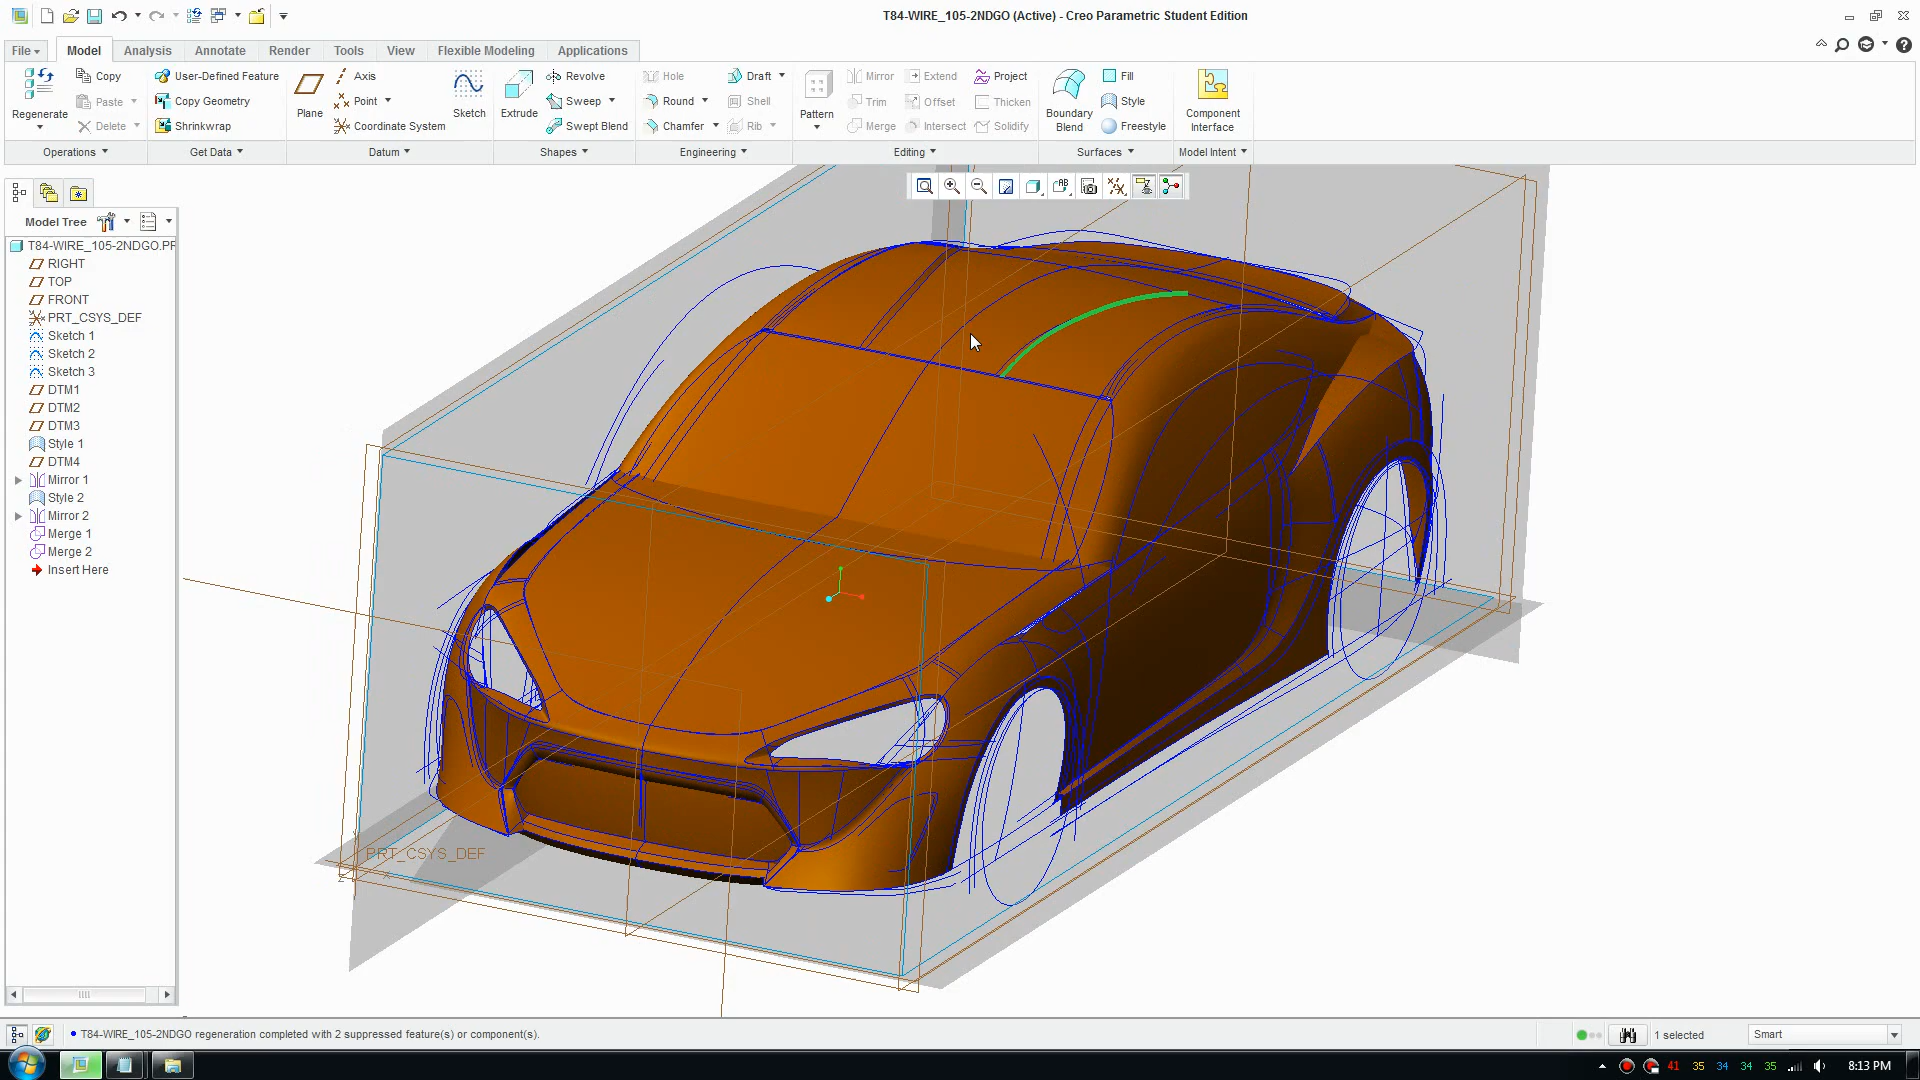 T84-WIRE_105-2NDGO (Active) - Creo Parametric Student Edition
File Model Analysis Annotate Render Tools View Flexible Modeling Applications
Copy User-Defined Feature Axis Revolve Hole Draft Mirror Extend Project Fill
Paste Copy Geometry Point Sweep Round Shell Trim Offset Thicken Style
Regenerate Plane Sketch Extrude Pattern Boundary Blend Component Interface
Delete Shrinkwrap Coordinate System Swept Blend Chamfer Rib Merge Intersect Solidify Freestyle
Operations Get Data Datum Shapes Engineering Editing Surfaces Model Intent
Model Tree
T84-WIRE_105-2NDGO.PR
RIGHT
TOP
FRONT
PRT_CSYS_DEF
Sketch 1
Sketch 2
Sketch 3
DTM1
DTM2
DTM3
Style 1
DTM4
Mirror 1
Style 2
Mirror 2
Merge 1
Merge 2
Insert Here
PRT_CSYS_DEF
T84-WIRE_105-2NDGO regeneration completed with 2 suppressed feature(s) or component(s).
1 selected
Smart
41 35 34 34 35
8:13 PM